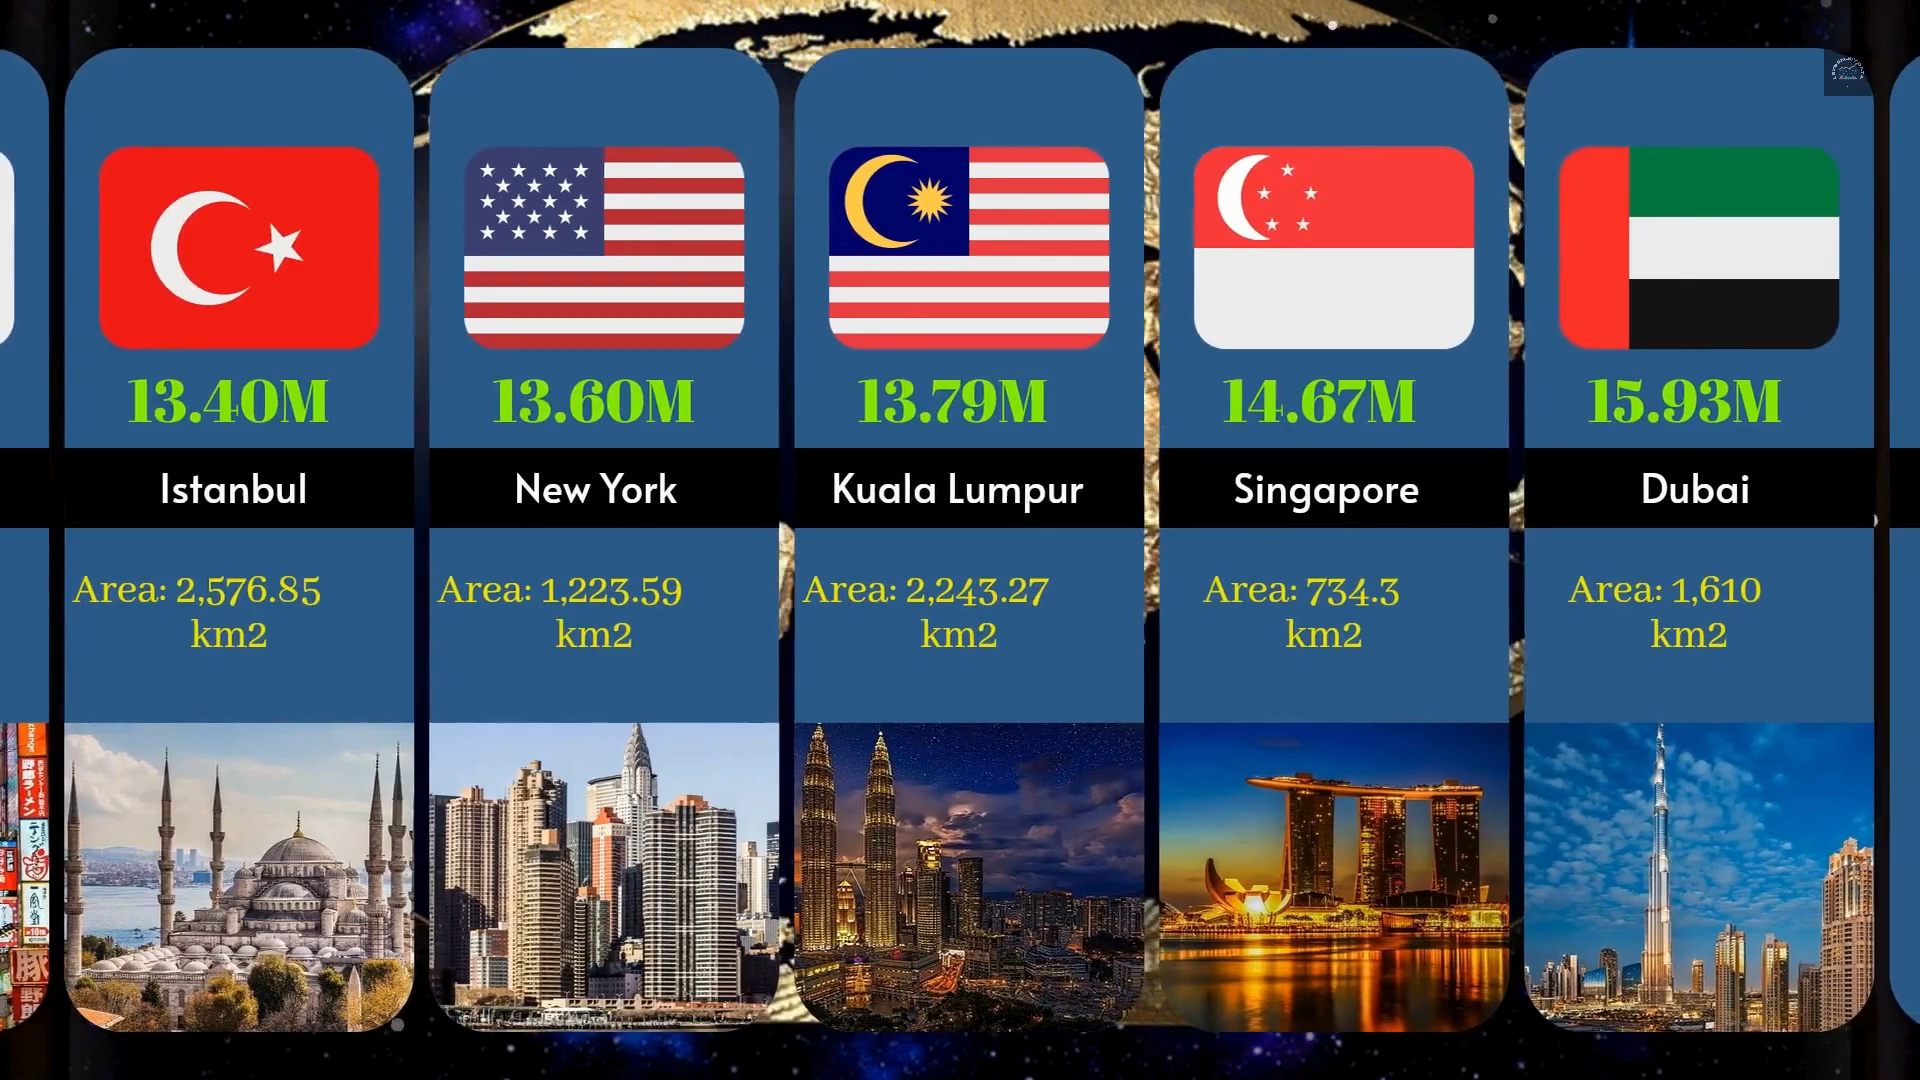 13.40M
Istanbul
Area: 2,576.85
km2
13.60M
New York
Area: 1,223.59
km2
13.79M
Kuala Lumpur
Area: 2,243.27
km2
14.67M
Singapore
Area: 734.3
km2
15.93M
Dubai
Area: 1,610
km2